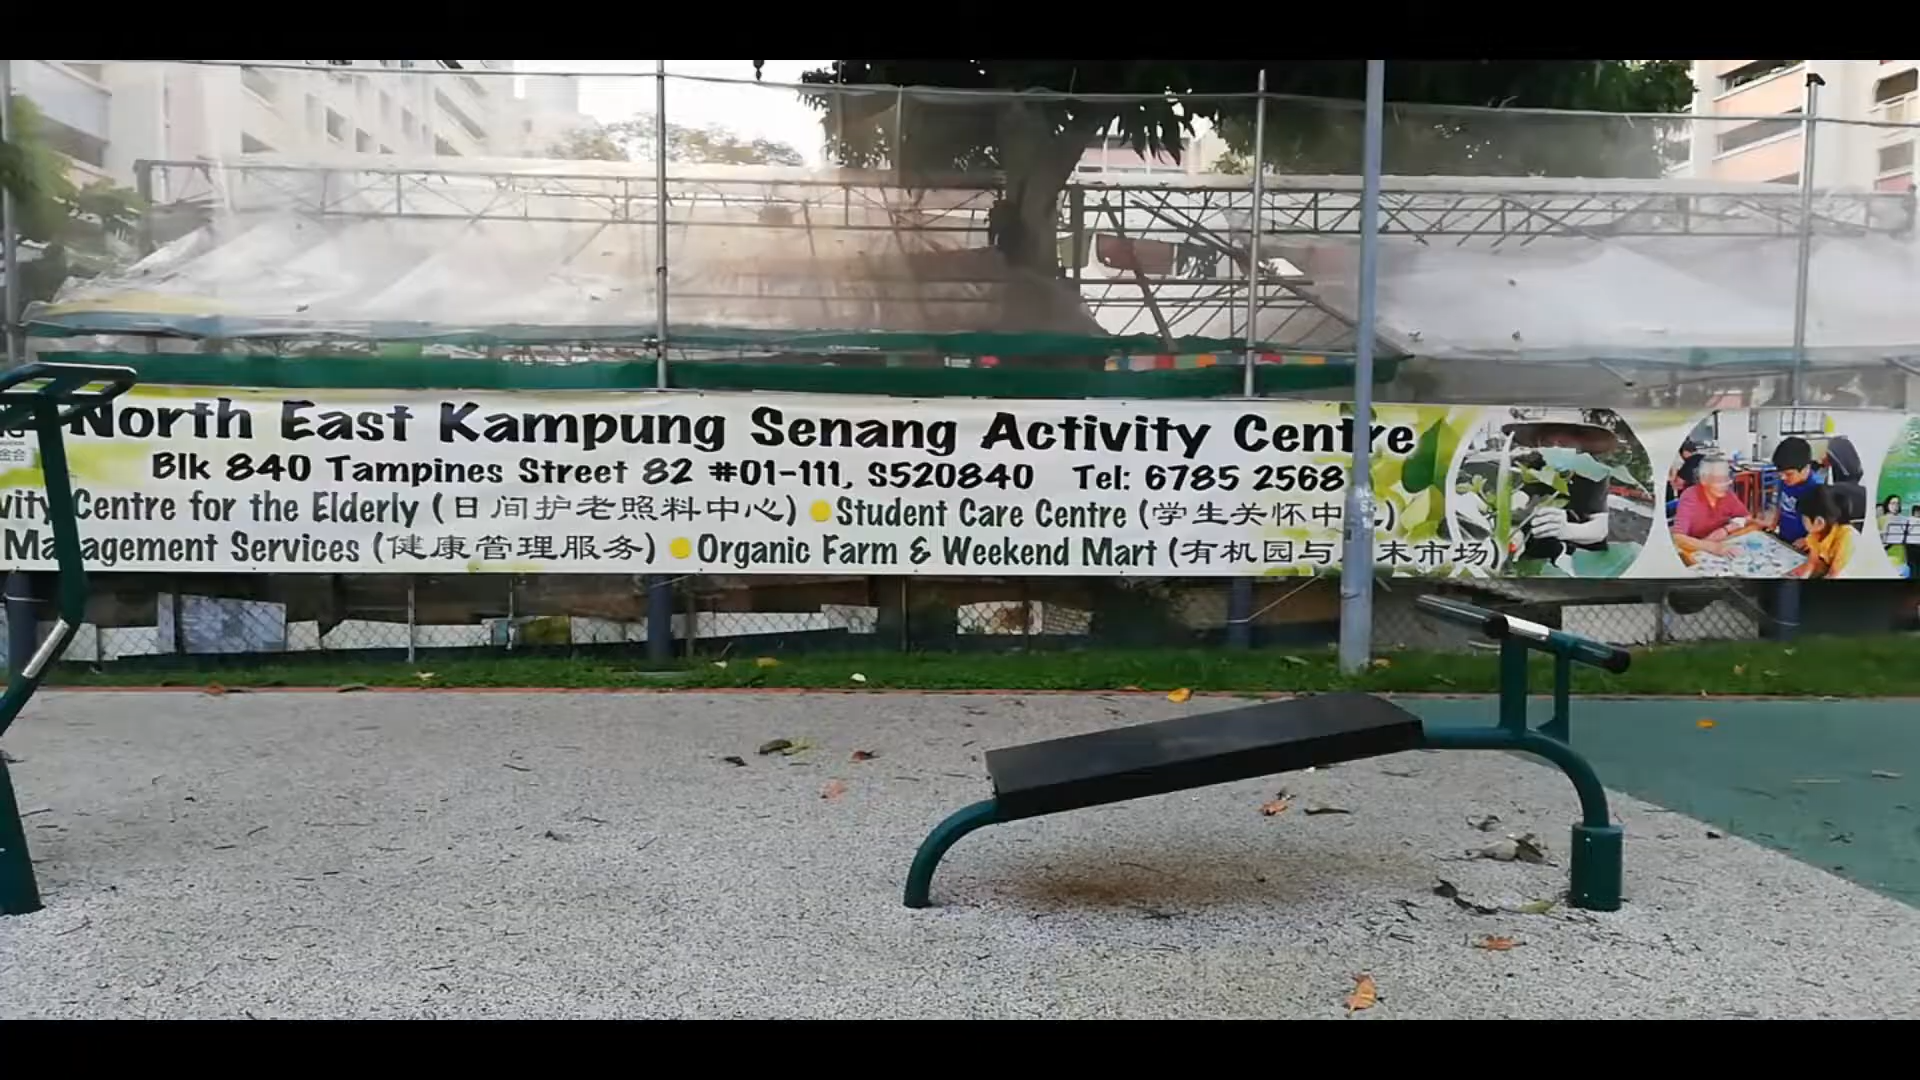 North East Kampung Senang Activity Centre
Blk 840 Tampines Street 82 #01-111, S520840 Tel: 6785 2568
Centre for the Elderly (日间护老照料中心) Student Care Centre (学生关怀中
Management Services (健康管理服务) Organic Farm & Weekend Mart (有机园与 末市场)